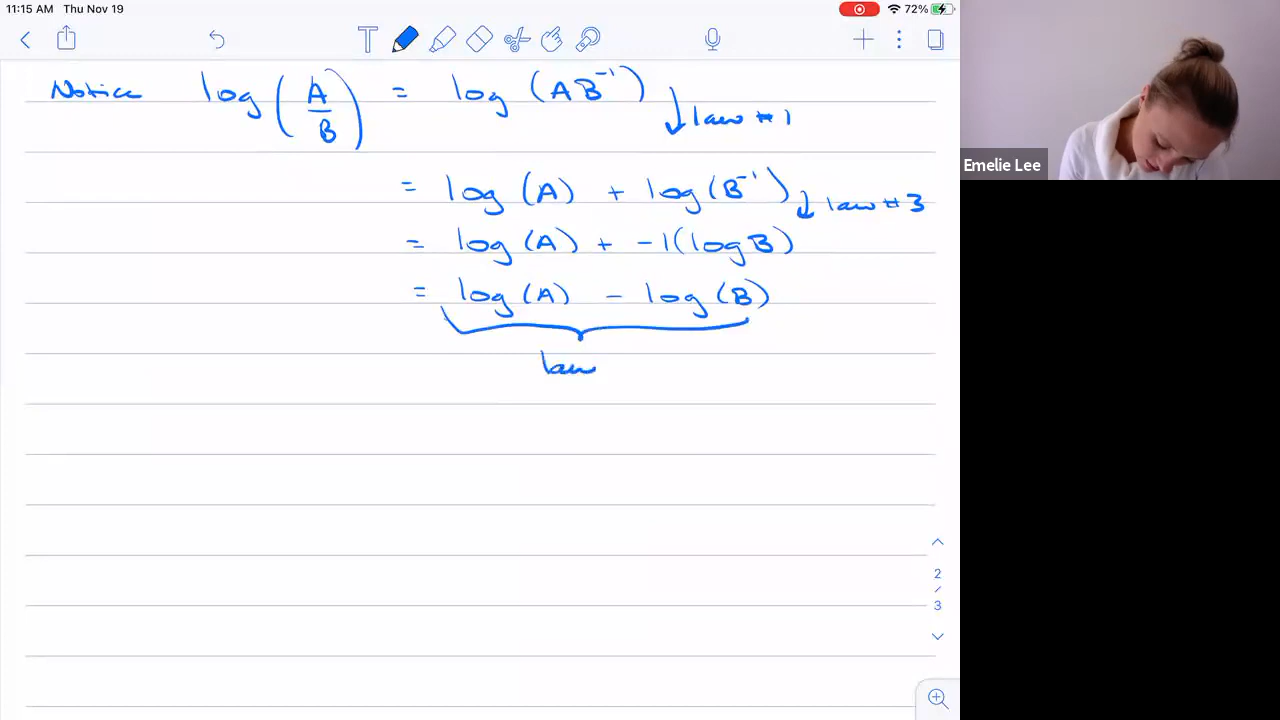 11:15 AM Thu Nov 19 72%
Notice log(A/B) = log(AB⁻¹) ↓ law #1
= log(A) + log(B⁻¹) ↓ law #3
= log(A) + -1(logB)
= log(A) - log(B)
law
Emelie Lee
2
/
3